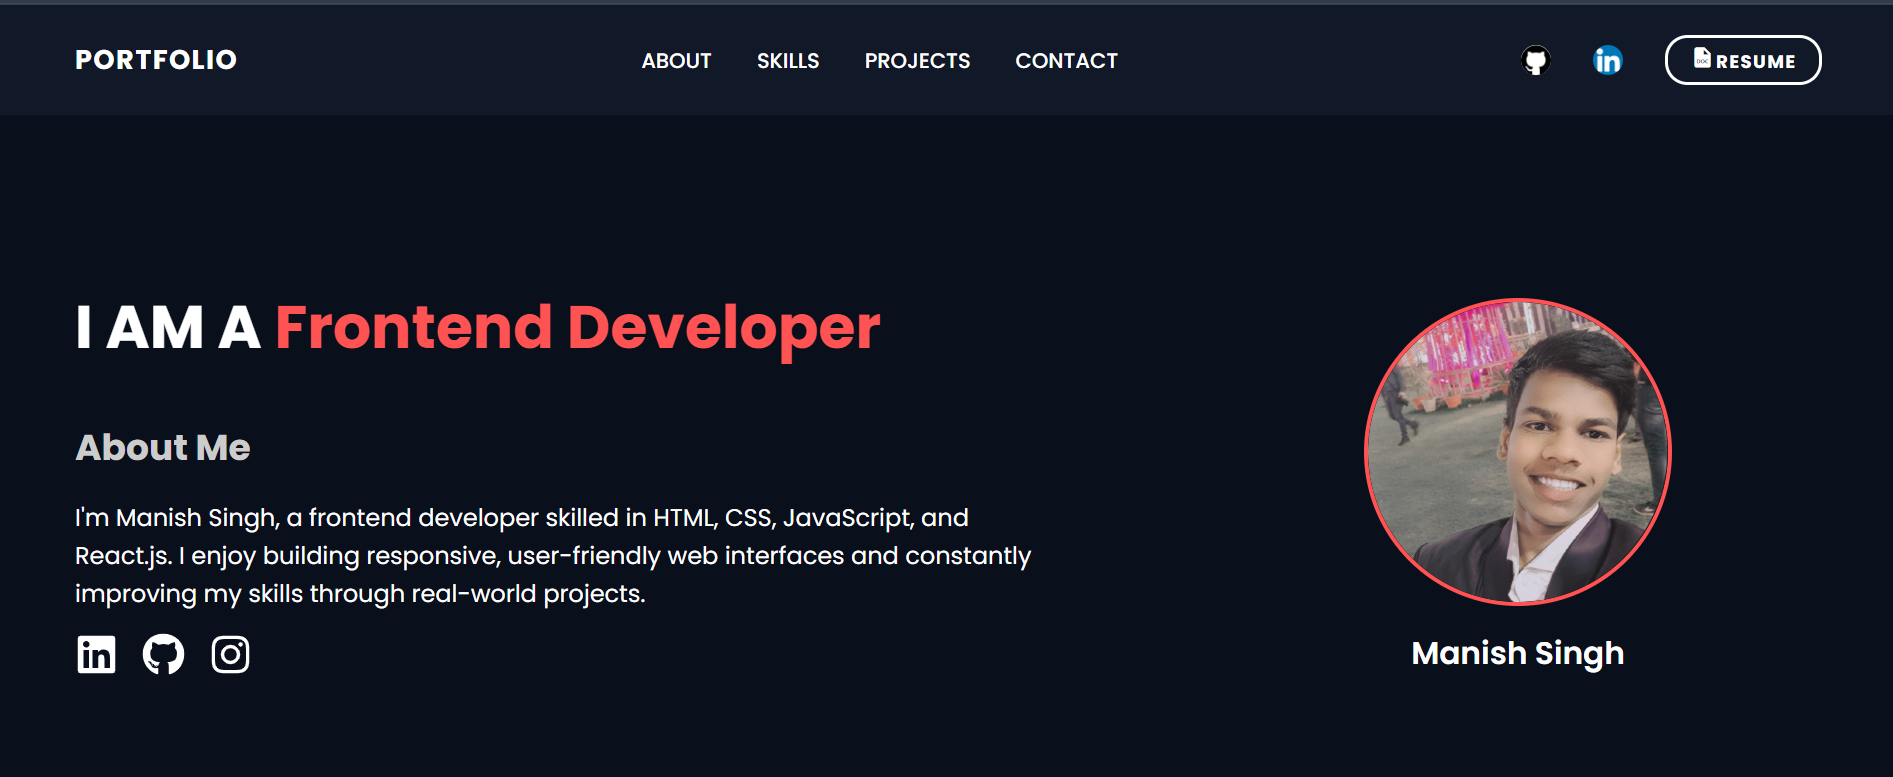 PORTFOLIO
ABOUT SKILLS PROJECTS CONTACT
DOC RESUME
I AM A Frontend Developer
About Me
I'm Manish Singh, a frontend developer skilled in HTML, CSS, JavaScript, and
React.js. I enjoy building responsive, user-friendly web interfaces and constantly
improving my skills through real-world projects.
Manish Singh